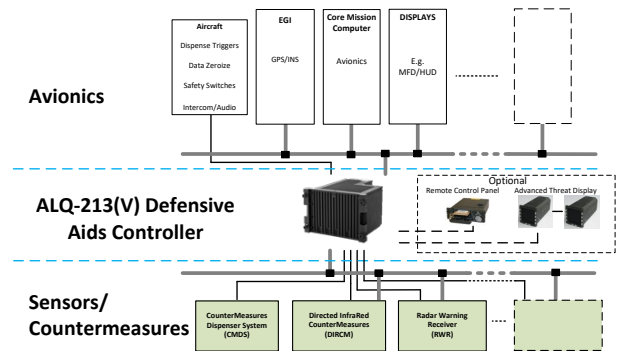 Aircraft
Dispense Triggers
Data Zeroize
Safety Switches
Intercom/Audio
EGI
GPS/INS
Core Mission
Computer
Avionics
DISPLAYS
E.g.
MFD/HUD
Avionics
ALQ-213(V) Defensive
Aids Controller
Optional
Remote Control Panel
Advanced Threat Display
Sensors/
Countermeasures
CounterMeasures
Dispenser System
(CMDS)
Directed InfraRed
CounterMeasures
(DIRCM)
Radar Warning
Receiver
(RWR)